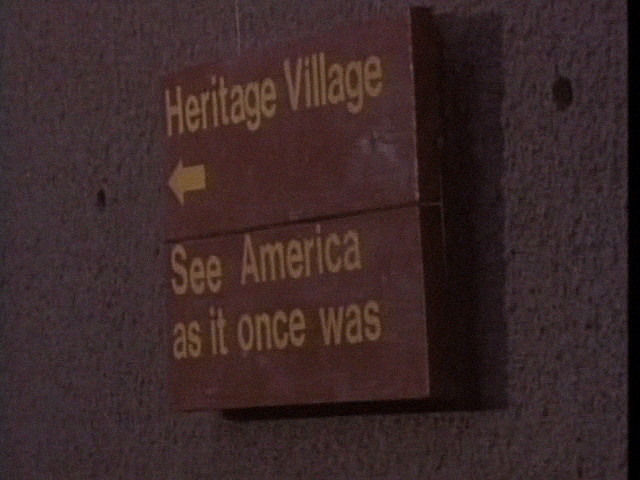 Heritage Village
See America
as it once was